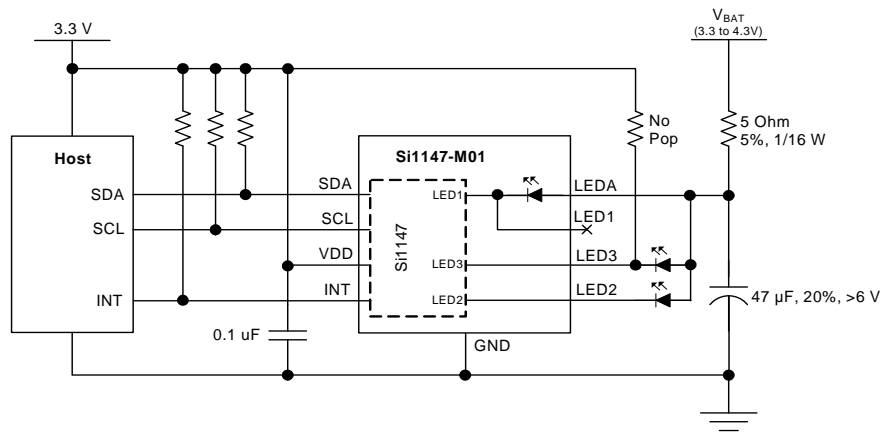 3.3 V
V_BAT
(3.3 to 4.3V)
No
Pop
5 Ohm
5%, 1/16 W
Host
Si1147-M01
SDA
SDA
LED1
LEDA
SCL
SCL
LED1
Si1147
VDD
LED3
LED3
INT
INT
LED2
LED2
47 µF, 20%, >6 V
0.1 uF
GND